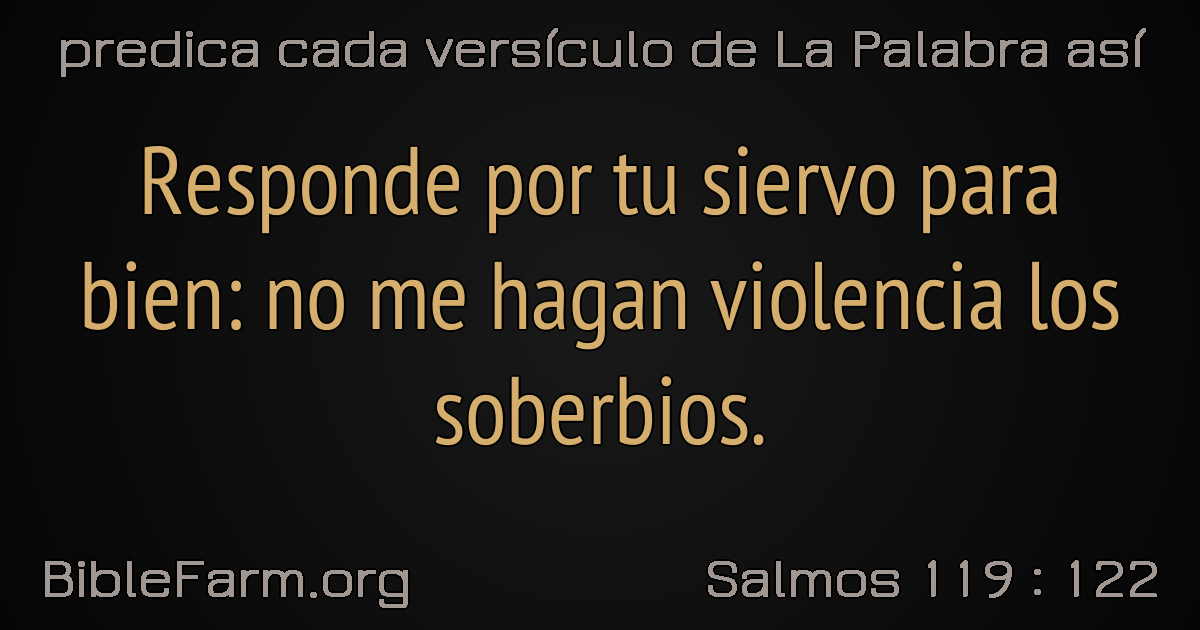 predica cada versículo de La Palabra así
Responde por tu siervo para
bien: no me hagan violencia los
soberbios.
BibleFarm.org
Salmos 119 : 122